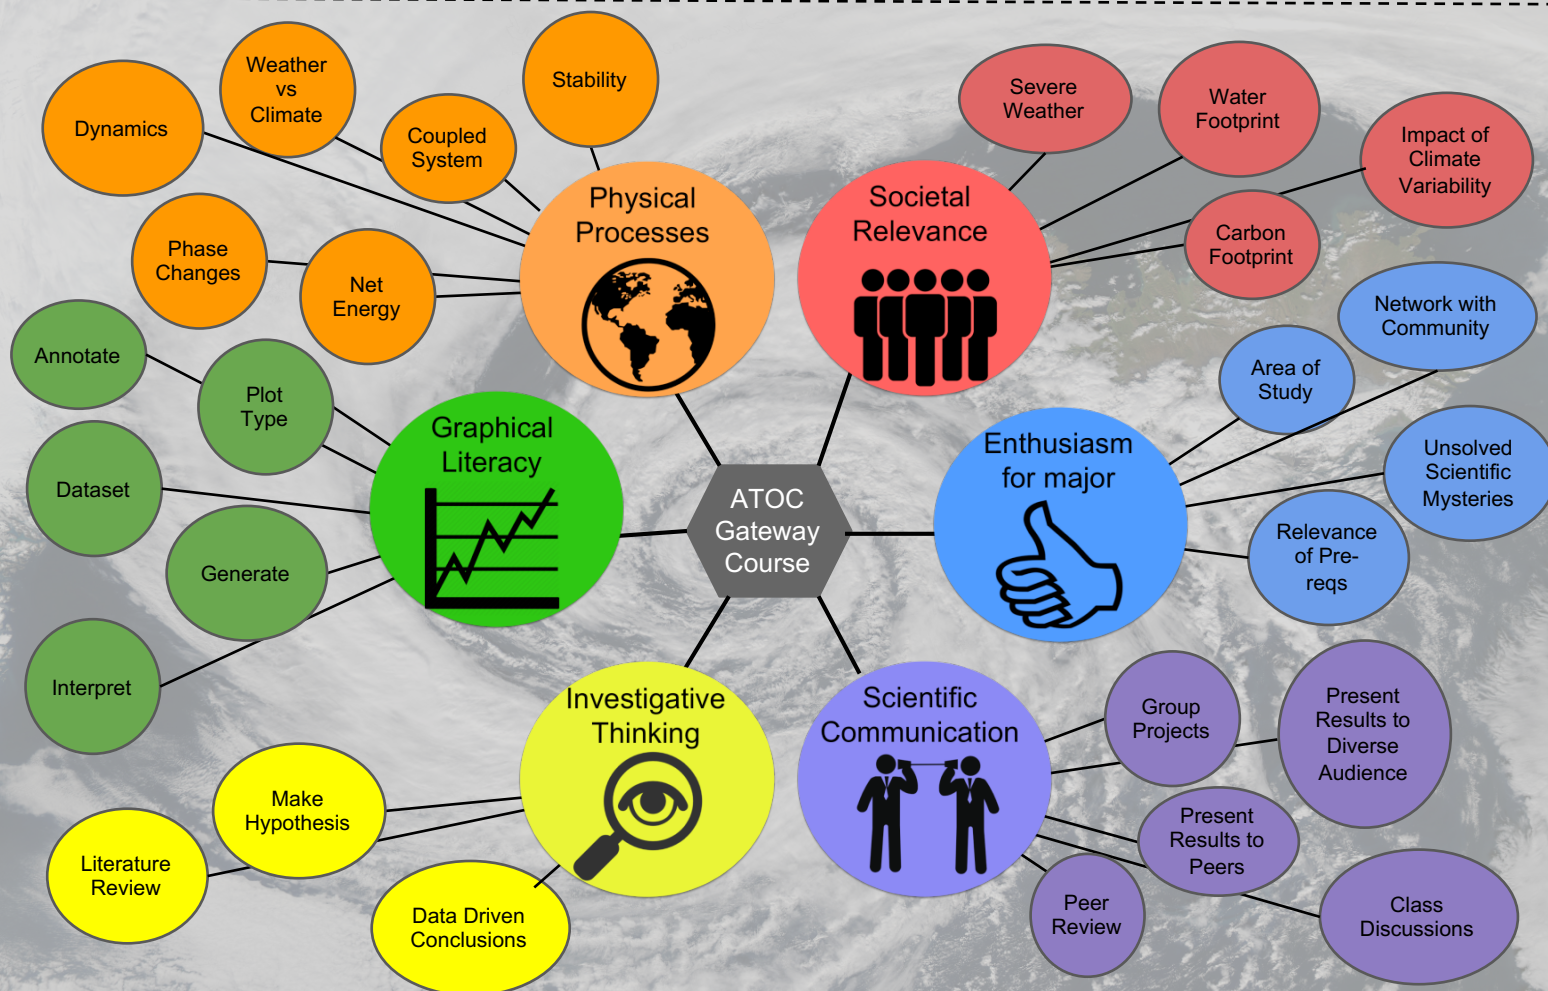 Dynamics
Weather
vs
Climate
Coupled
System
Stability
Phase
Changes
Net
Energy
Physical
Processes
Societal
Relevance
Severe
Weather
Water
Footprint
Impact of
Climate
Variability
Carbon
Footprint
Annotate
Plot
Type
Dataset
Generate
Interpret
Graphical
Literacy
ATOC
Gateway
Course
Enthusiasm
for major
Network with
Community
Area of
Study
Unsolved
Scientific
Mysteries
Relevance
of Pre-
reqs
Investigative
Thinking
Make
Hypothesis
Literature
Review
Data Driven
Conclusions
Scientific
Communication
Group
Projects
Present
Results to
Diverse
Audience
Present
Results to
Peers
Peer
Review
Class
Discussions